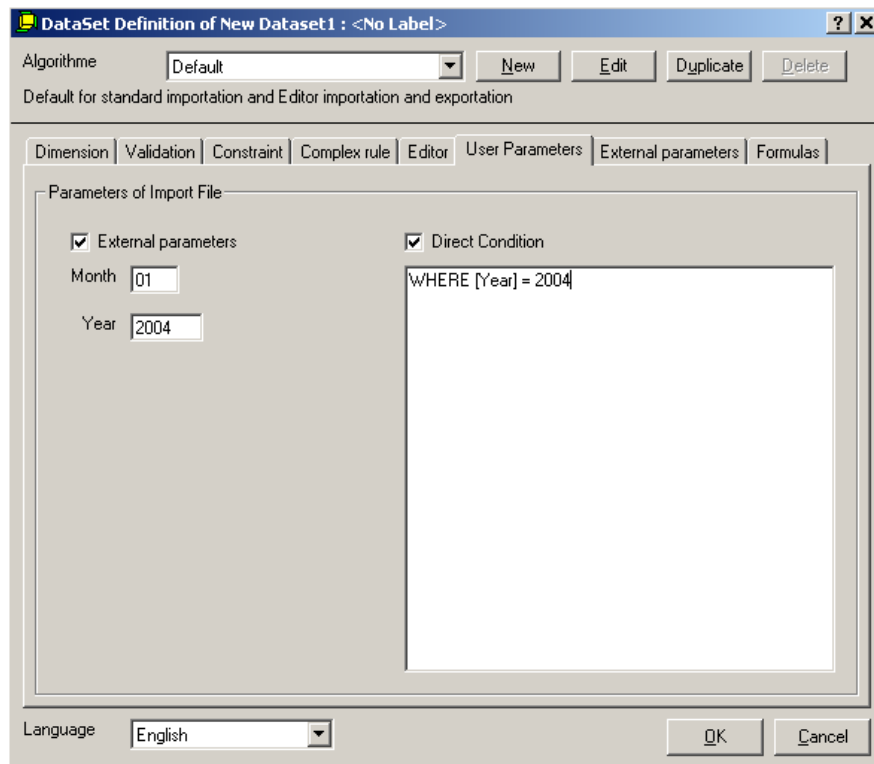 DataSet Definition of New Dataset1 : <No Label>
Algorithme Default New Edit Duplicate Delete
Default for standard importation and Editor importation and exportation
Dimension Validation Constraint Complex rule Editor User Parameters External parameters Formulas
Parameters of Import File
External parameters Direct Condition
Month 01 WHERE [Year] = 2004
Year 2004
Language English OK Cancel